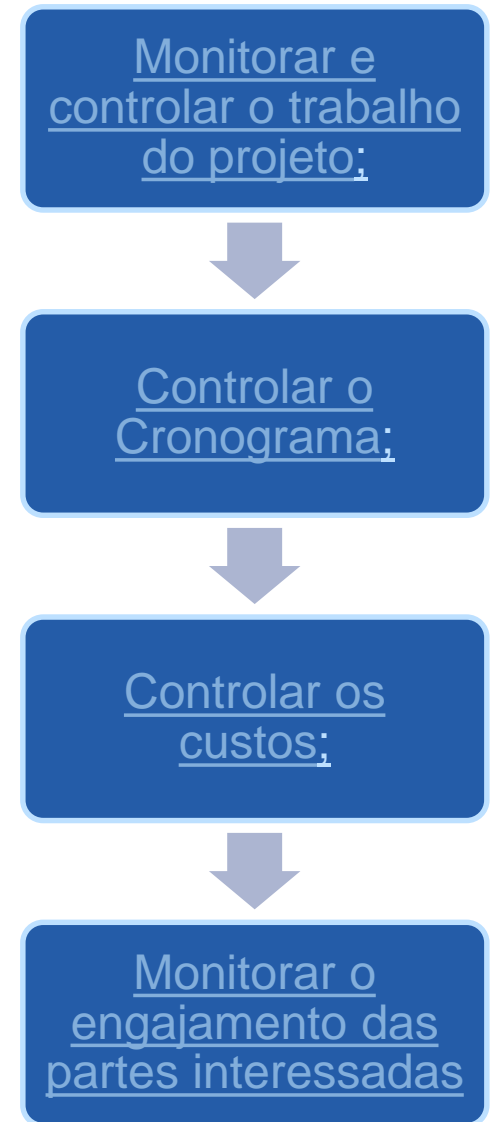 Monitorar e
controlar o trabalho
do projeto;
Controlar o
Cronograma;
Controlar os
custos;
Monitorar o
engajamento das
partes interessadas